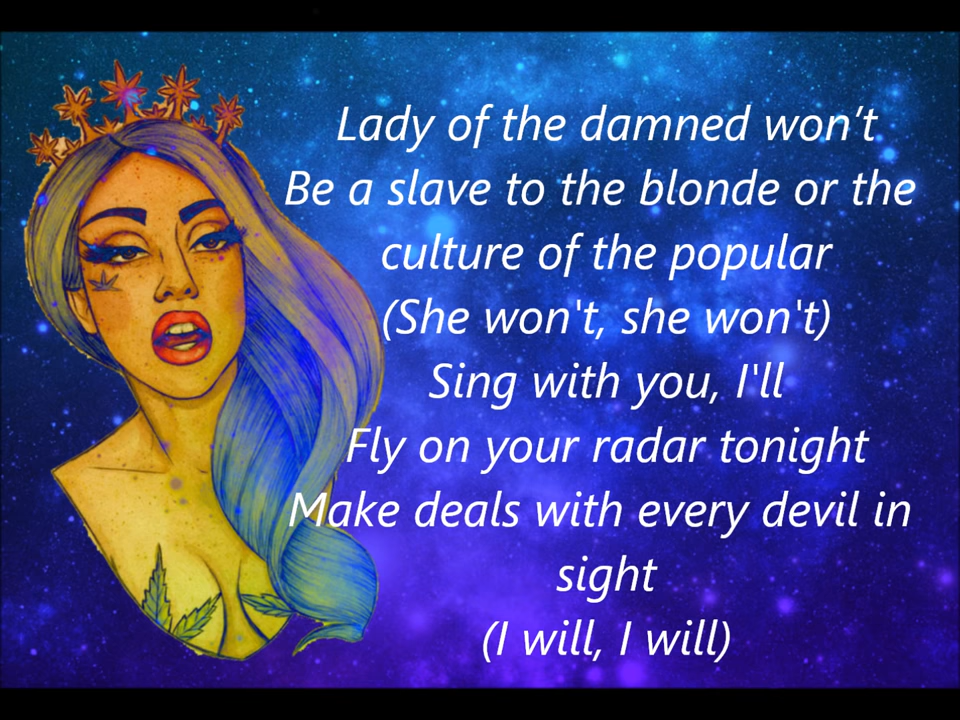 Lady of the damned won't
Be a slave to the blonde or the
culture of the popular
(She won't, she won't)
Sing with you, I'll
Fly on your radar tonight
Make deals with every devil in
sight
(I will, I will)